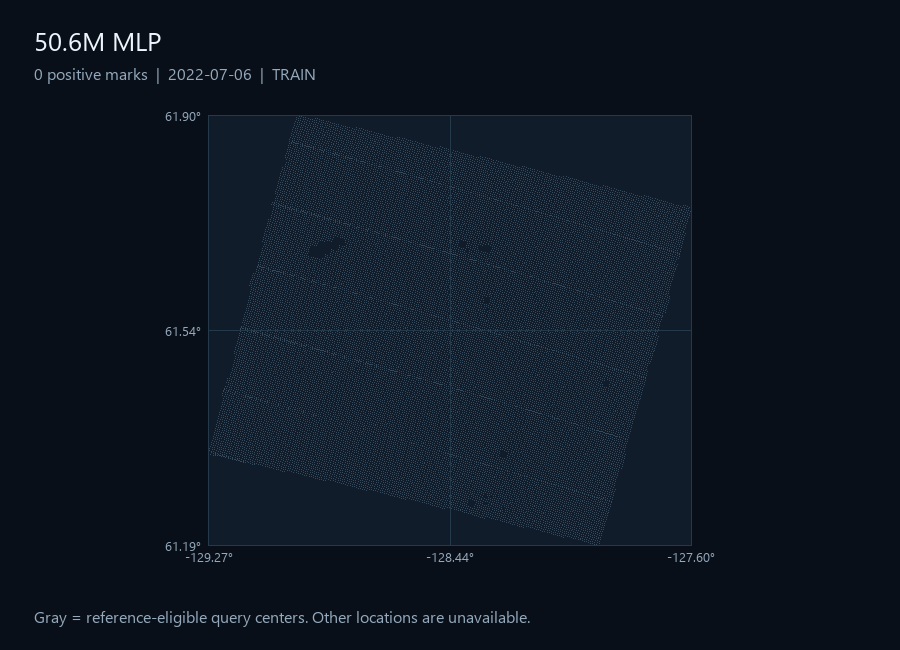 50.6M MLP
0 positive marks | 2022-07-06 | TRAIN
61.90°
61.54°
61.19°
-129.27° -128.44° -127.60°
Gray = reference-eligible query centers. Other locations are unavailable.